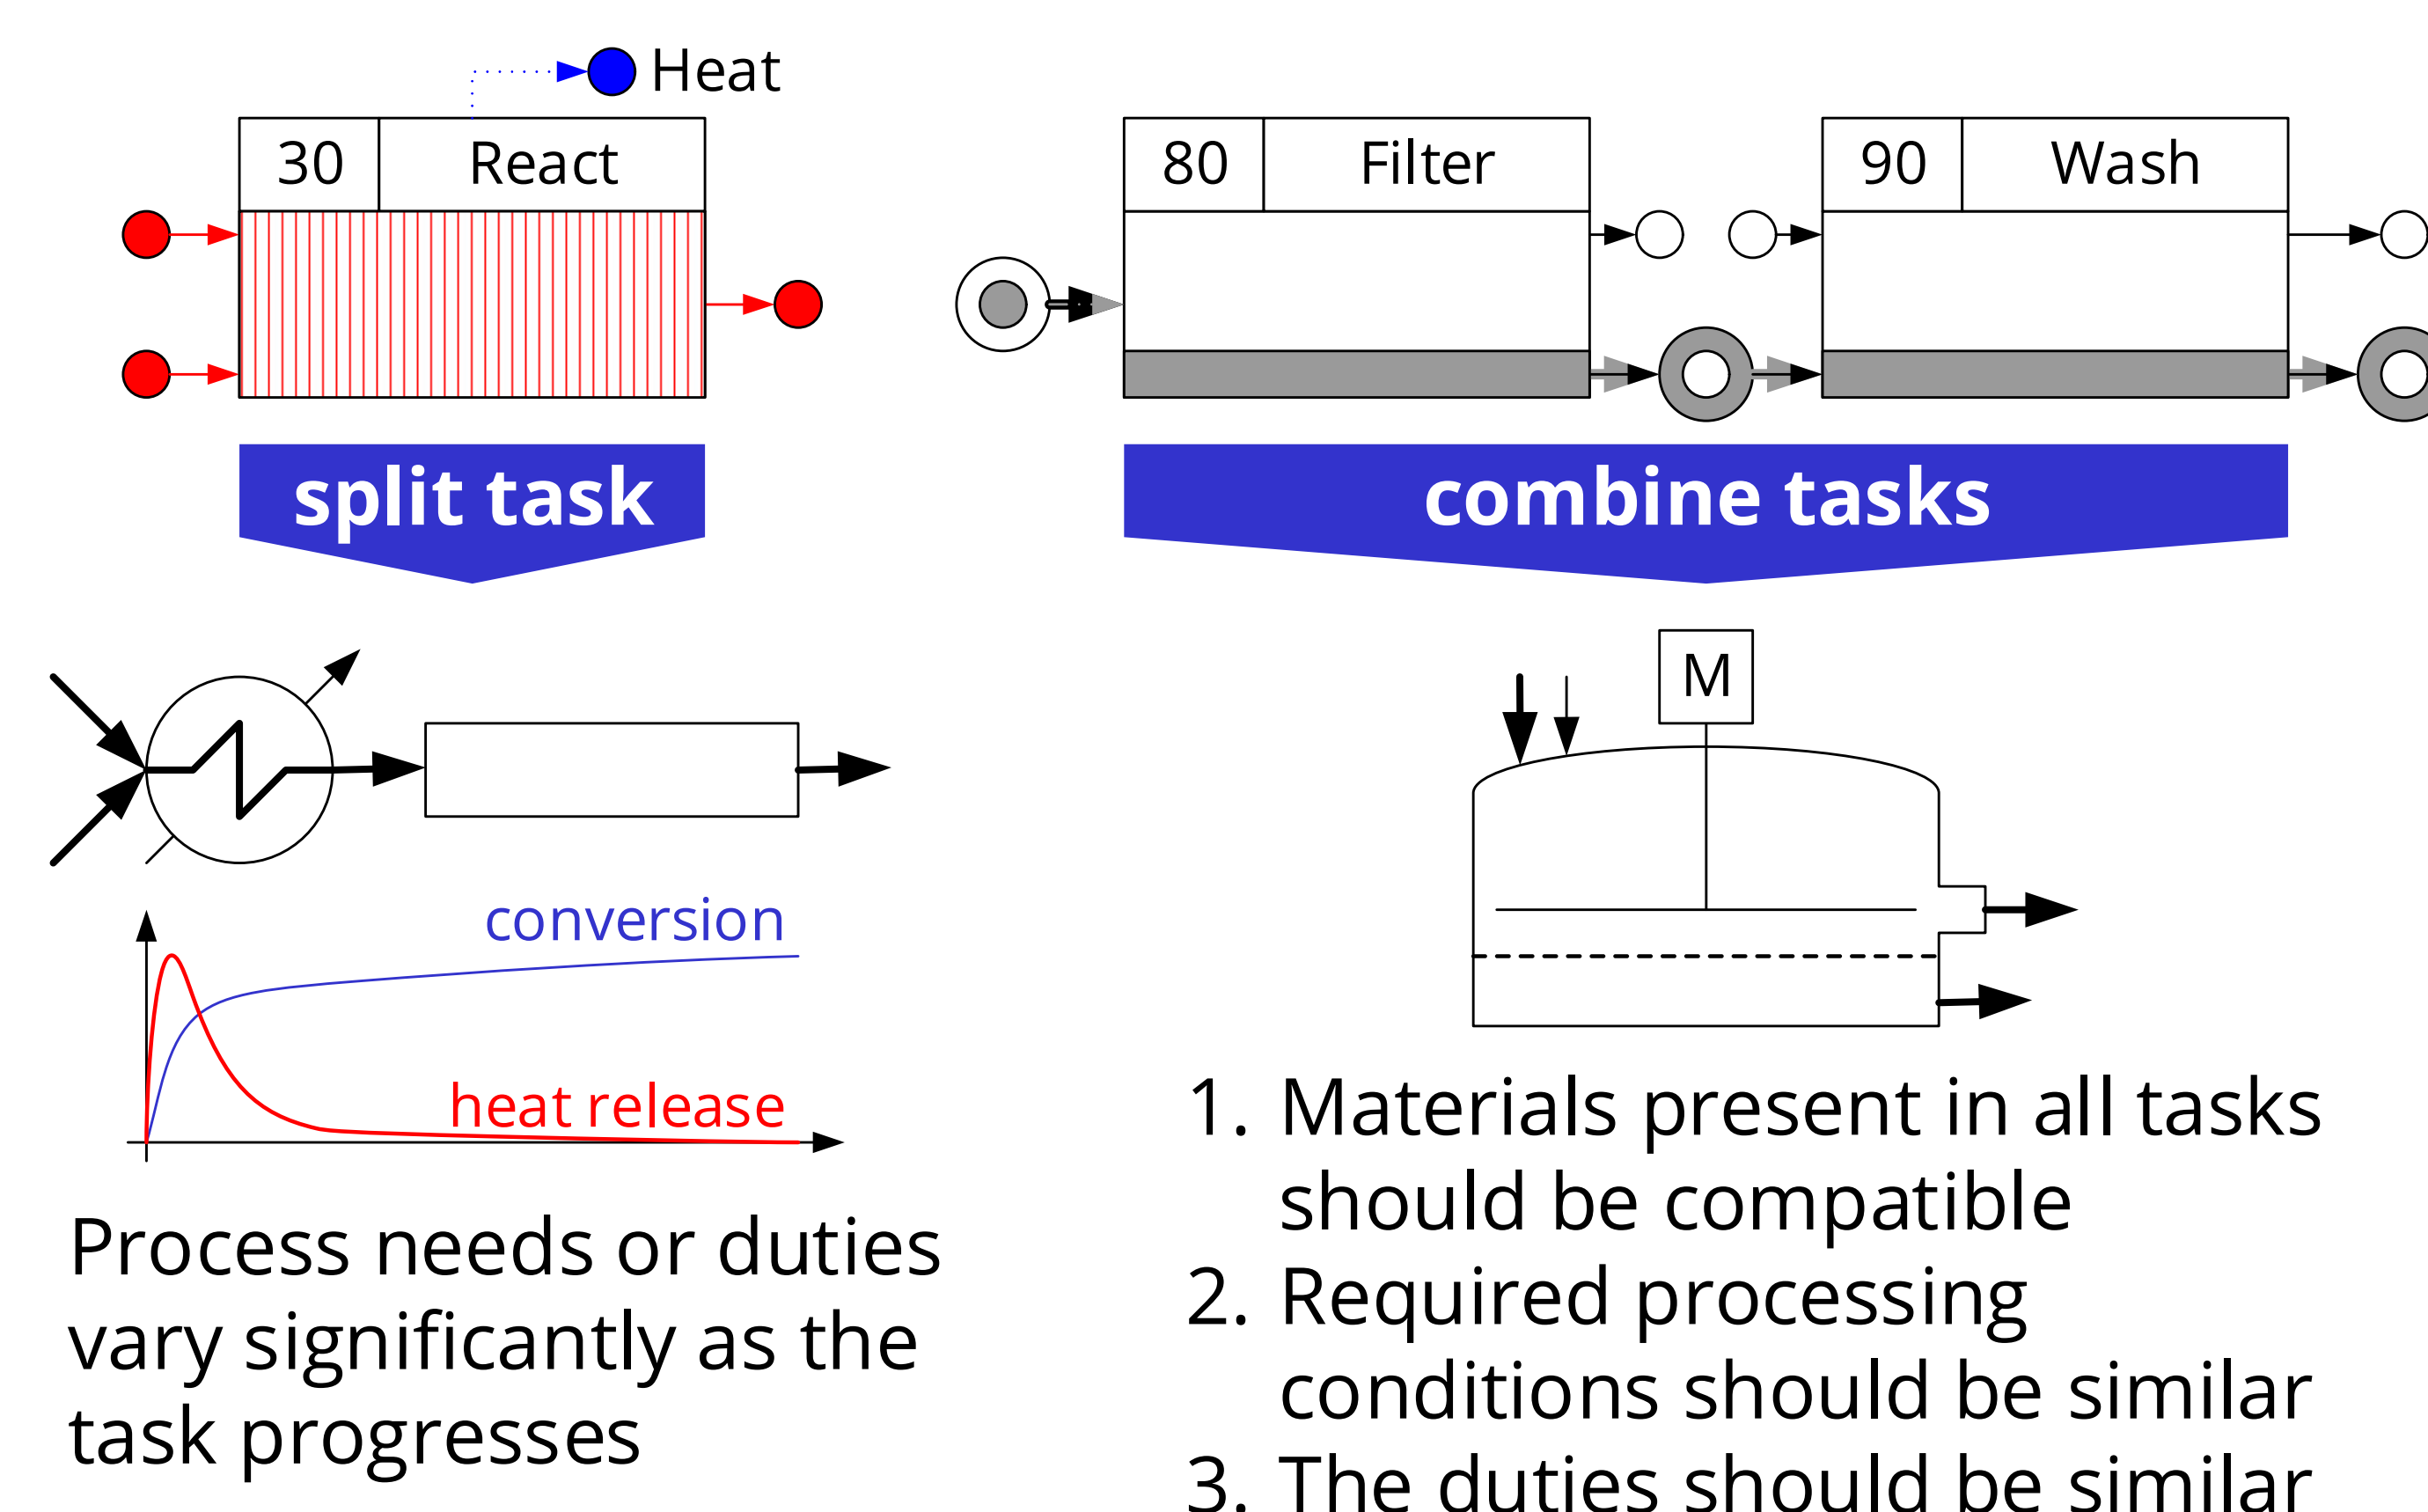 Heat
30 React
80 Filter
90 Wash
split task
combine tasks
M
conversion
heat release
Process needs or duties
vary significantly as the
task progresses
1. Materials present in all tasks
should be compatible
2. Required processing
conditions should be similar
3. The duties should be similar